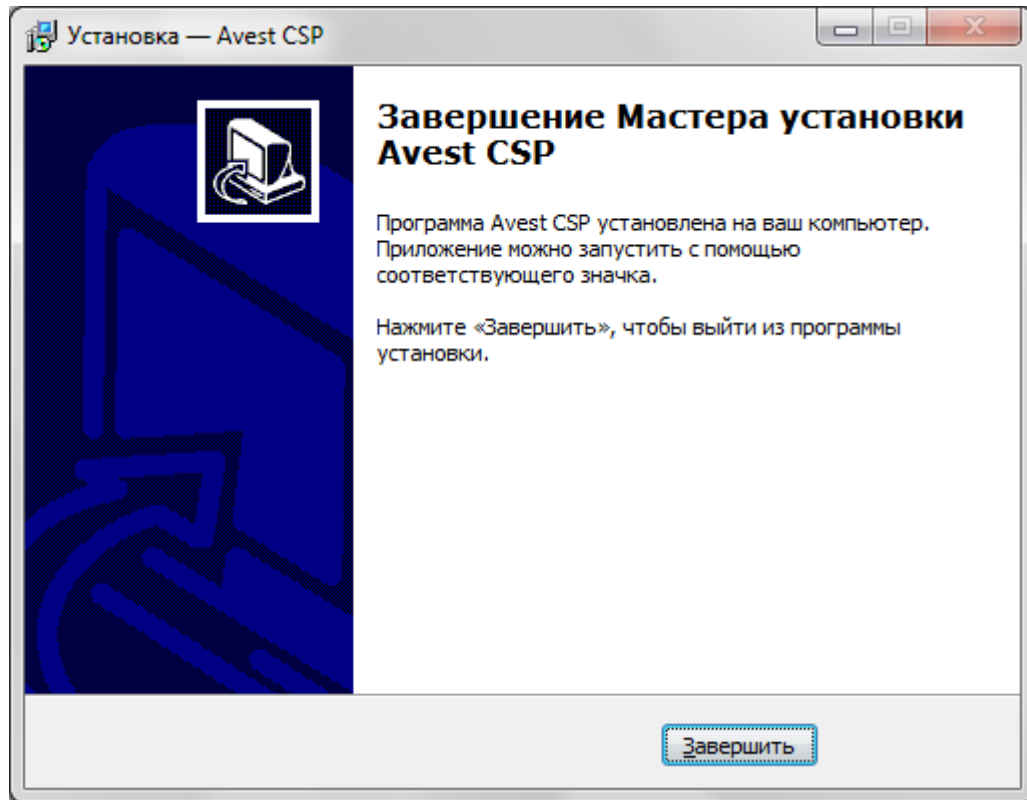 Установка — Avest CSP
Завершение Мастера установки
Avest CSP
Программа Avest CSP установлена на ваш компьютер.
Приложение можно запустить с помощью
соответствующего значка.
Нажмите «Завершить», чтобы выйти из программы
установки.
Завершить